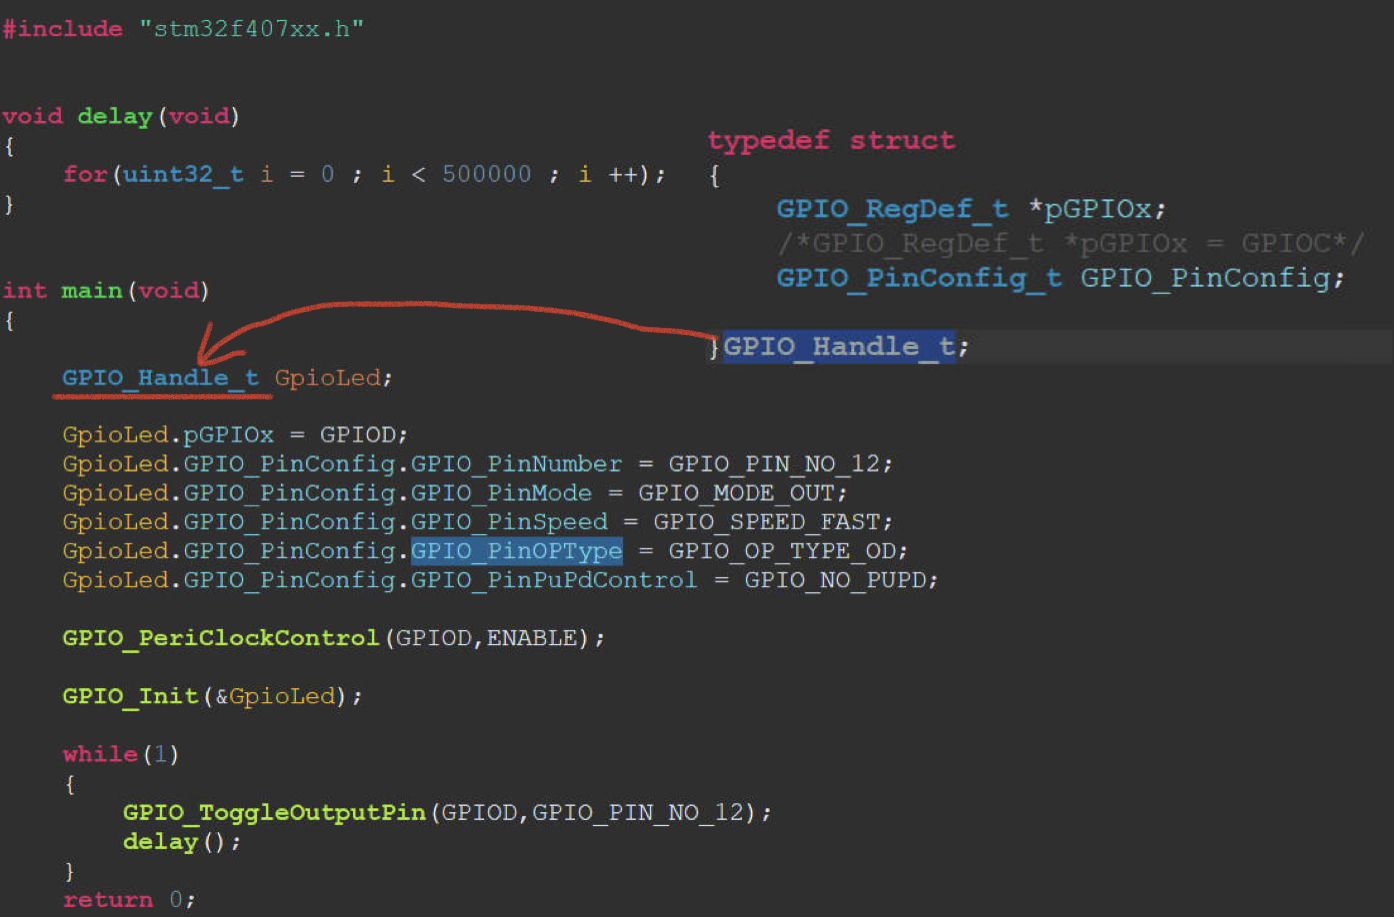 #include "stm32f407xx.h"
void delay(void)
{
for(uint32_t i = 0 ; i < 500000 ; i ++);
}
int main(void)
{
GPIO_Handle_t GpioLed;
GpioLed.pGPIOx = GPIOD;
GpioLed.GPIO_PinConfig.GPIO_PinNumber = GPIO_PIN_NO_12;
GpioLed.GPIO_PinConfig.GPIO_PinMode = GPIO_MODE_OUT;
GpioLed.GPIO_PinConfig.GPIO_PinSpeed = GPIO_SPEED_FAST;
GpioLed.GPIO_PinConfig.GPIO_PinOPType = GPIO_OP_TYPE_OD;
GpioLed.GPIO_PinConfig.GPIO_PinPuPdControl = GPIO_NO_PUPD;
GPIO_PeriClockControl(GPIOD,ENABLE);
GPIO_Init(&GpioLed);
while(1)
{
GPIO_ToggleOutputPin(GPIOD,GPIO_PIN_NO_12);
delay();
}
return 0;
typedef struct
{
GPIO_RegDef_t *pGPIOx;
/*GPIO_RegDef_t *pGPIOx = GPIOC*/
GPIO_PinConfig_t GPIO_PinConfig;
}GPIO_Handle_t;